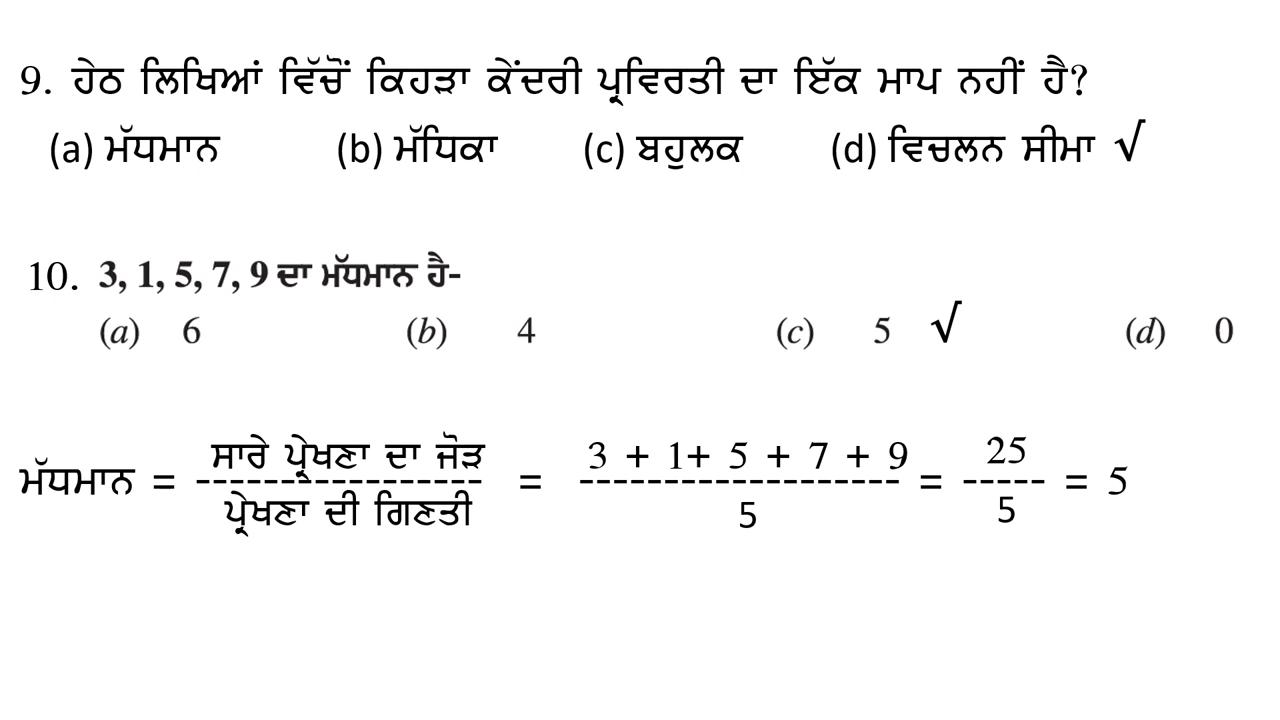 9. ਹੇਠ ਲਿਖਿਆਂ ਵਿੱਚੋਂ ਕਿਹੜਾ ਕੇਂਦਰੀ ਪ੍ਰਵਿਰਤੀ ਦਾ ਇੱਕ ਮਾਪ ਨਹੀਂ ਹੈ?
(a) ਮੱਧਮਾਨ (b) ਮੱਧਿਕਾ (c) ਬਹੁਲਕ (d) ਵਿਚਲਨ ਸੀਮਾ √
10. 3, 1, 5, 7, 9 ਦਾ ਮੱਧਮਾਨ ਹੈ-
(a) 6 (b) 4 (c) 5 √ (d) 0
ਸਾਰੇ ਪ੍ਰੇਖਣਾ ਦਾ ਜੋੜ 3 + 1+ 5 + 7 + 9 25
ਮੱਧਮਾਨ = ----------------- = ------------------- = ----- = 5
ਪ੍ਰੇਖਣਾ ਦੀ ਗਿਣਤੀ 5 5